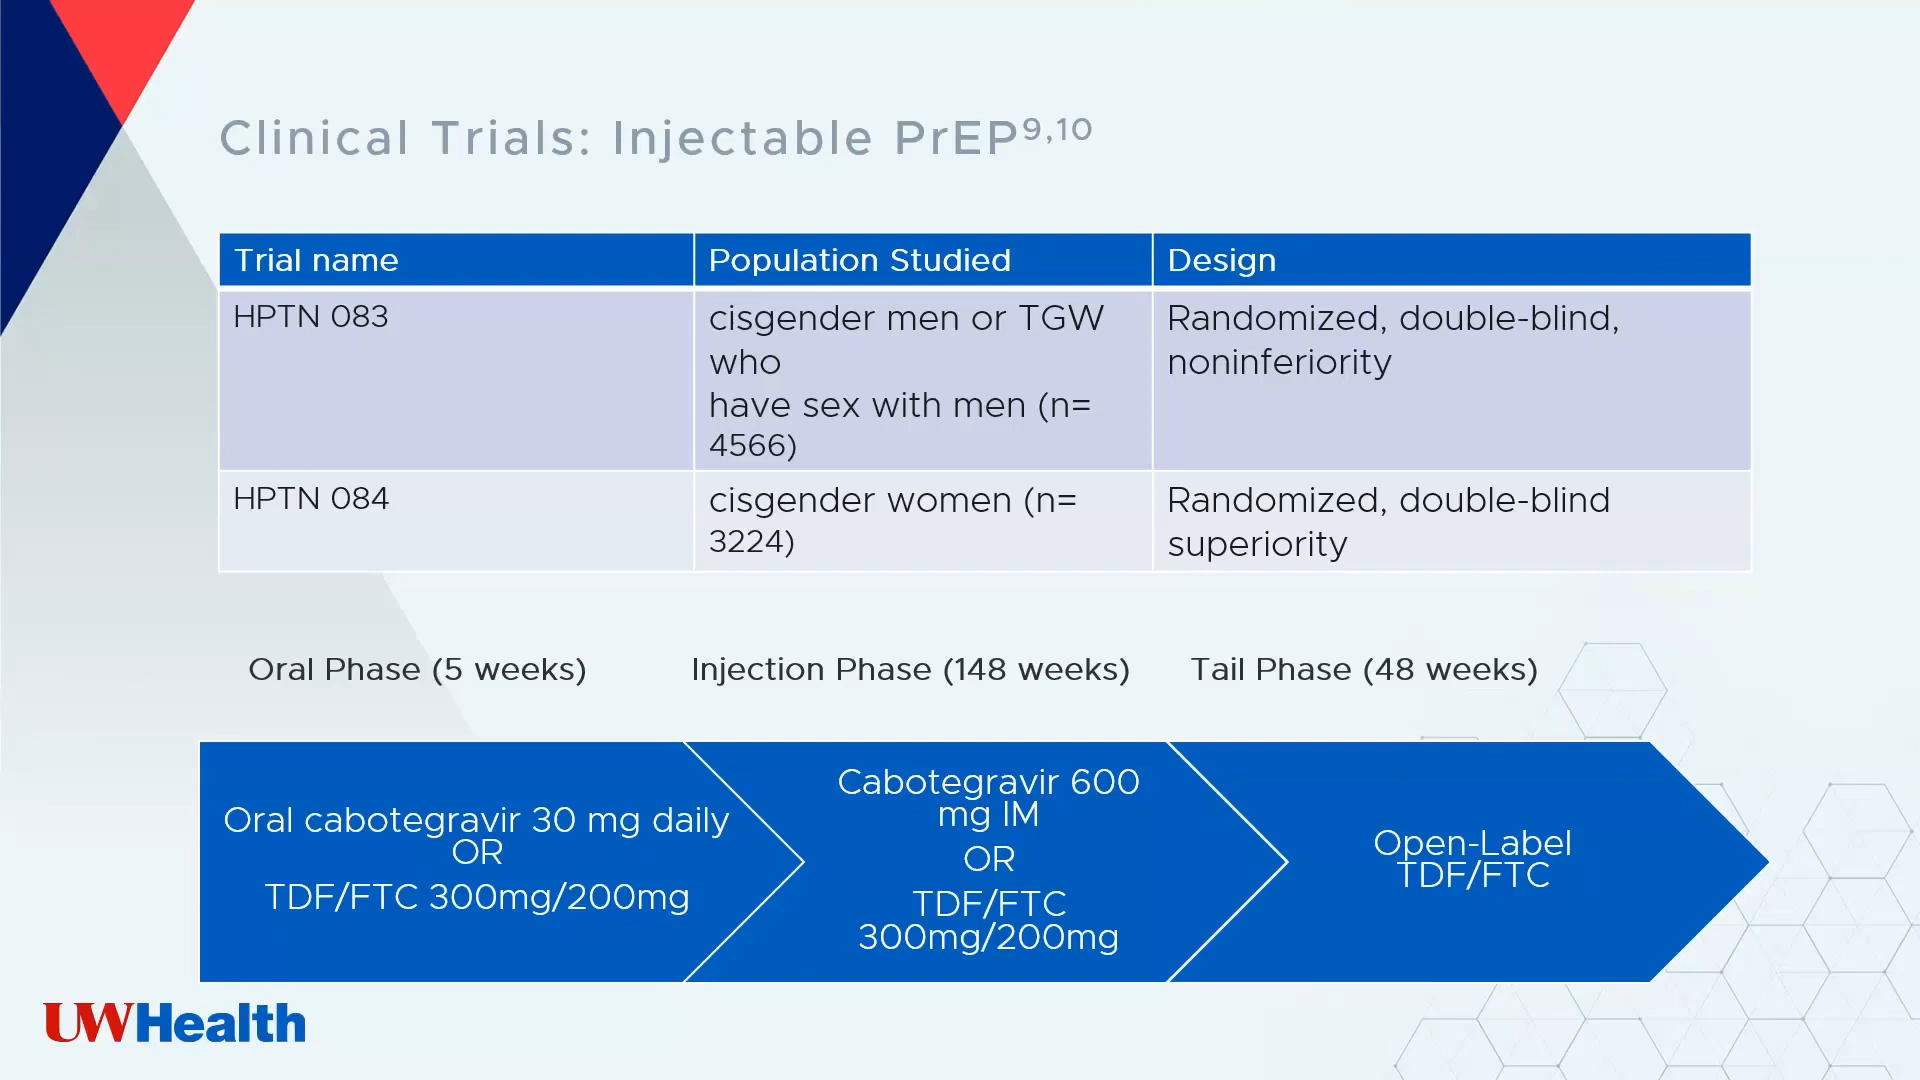 Clinical Trials: Injectable PrEP9,10
Trial name
Population Studied
Design
HPTN 083
cisgender men or TGW
who
have sex with men (n=
4566)
Randomized, double-blind,
noninferiority
HPTN 084
cisgender women (n=
3224)
Randomized, double-blind
superiority
Oral Phase (5 weeks)
Injection Phase (148 weeks)
Tail Phase (48 weeks)
Oral cabotegravir 30 mg daily
OR
TDF/FTC 300mg/200mg
Cabotegravir 600
mg IM
OR
TDF/FTC
300mg/200mg
Open-Label
TDF/FTC
UWHealth